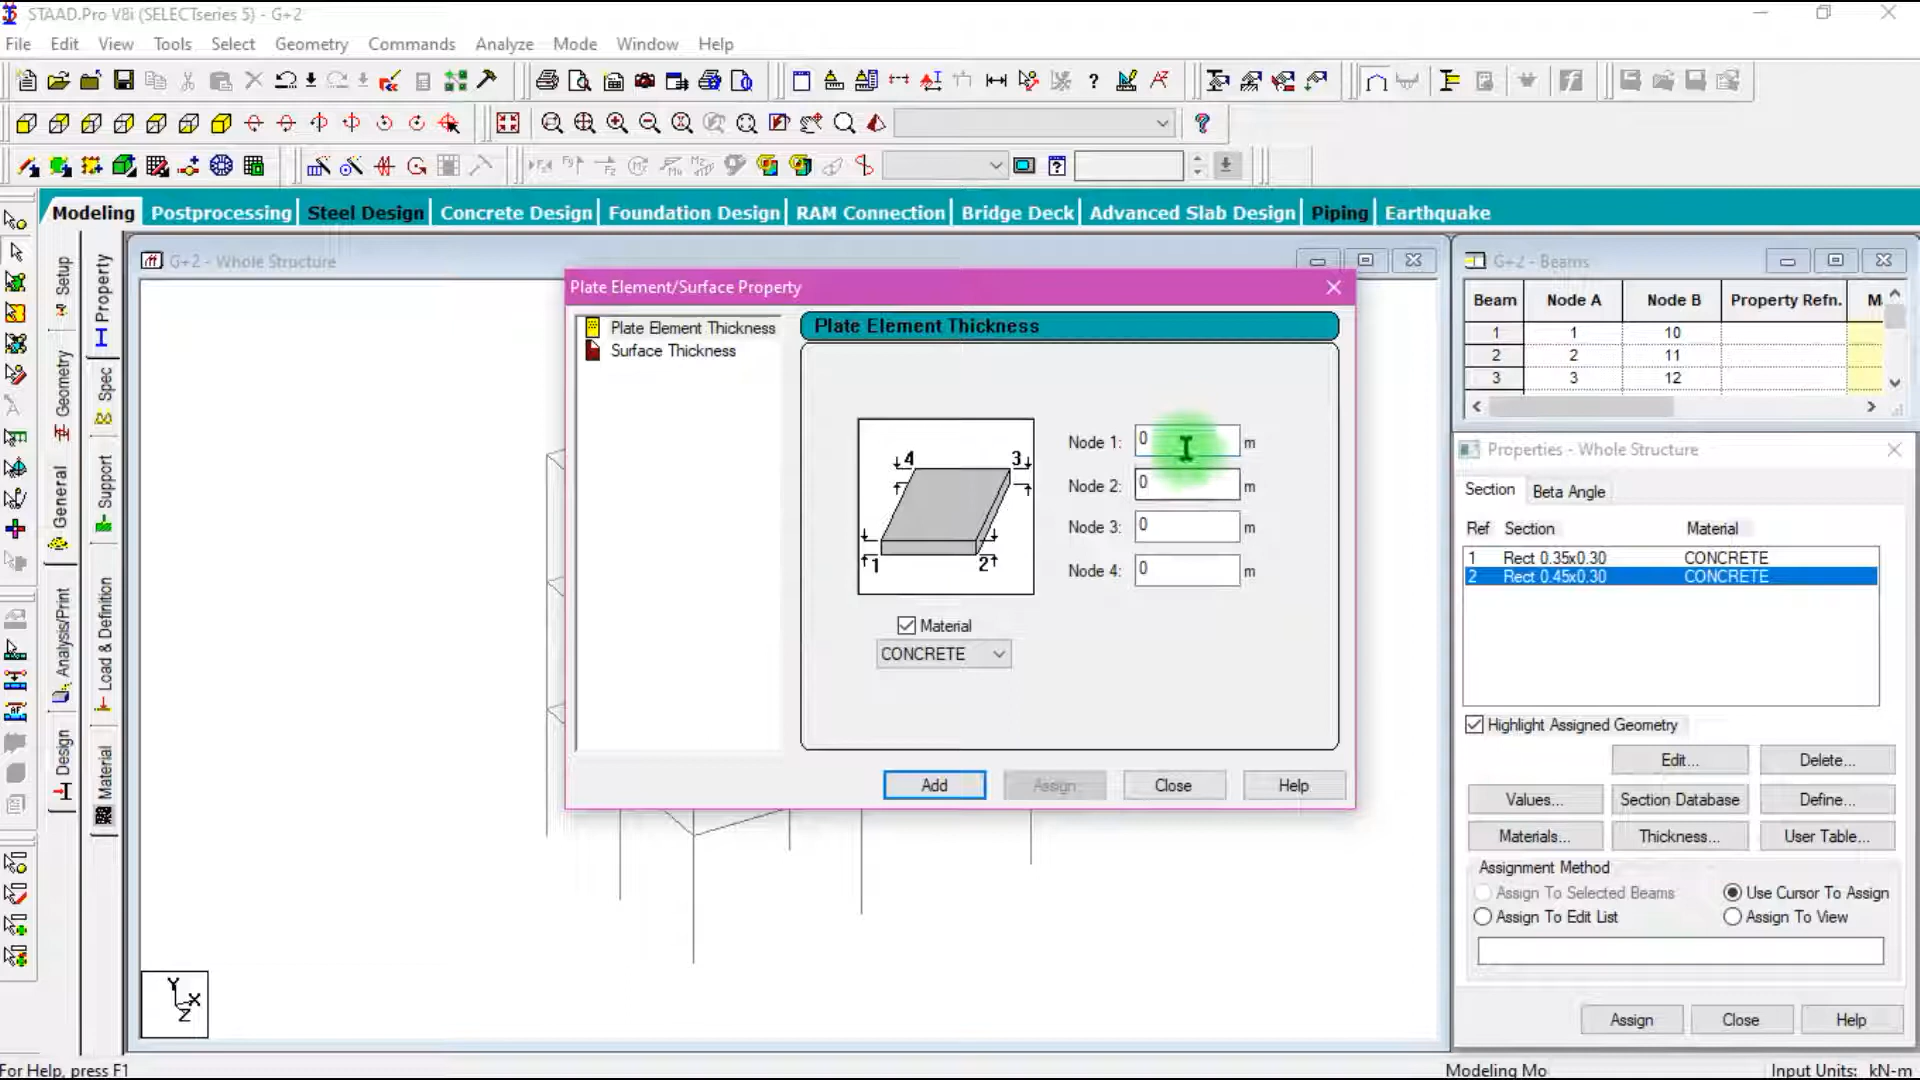 STAAD.Pro V8i (SELECTseries 5) - G+2
File Edit View Tools Select Geometry Commands Analyze Mode Window Help
Modeling Postprocessing Steel Design Concrete Design Foundation Design RAM Connection Bridge Deck Advanced Slab Design Piping Earthquake
Setup
Geometry
General
Analysis/Print
Design
Property
Spec
Support
Load & Definition
Material
G+2 - Whole Structure
Plate Element/Surface Property
Plate Element Thickness
Surface Thickness
Plate Element Thickness
4 3
1 2
Node 1: 0 m
Node 2: 0 m
Node 3: 0 m
Node 4: 0 m
Material
CONCRETE
Add Assign Close Help
Y
X
Z
G+2 - Beams
Beam Node A Node B Property Refn. M
1 1 10
2 2 11
3 3 12
Properties - Whole Structure
Section Beta Angle
Ref Section Material
1 Rect 0.35x0.30 CONCRETE
2 Rect 0.45x0.30 CONCRETE
Highlight Assigned Geometry
Edit... Delete...
Values... Section Database Define...
Materials... Thickness... User Table...
Assignment Method
Assign To Selected Beams Use Cursor To Assign
Assign To Edit List Assign To View
Assign Close Help
For Help, press F1
Modeling Mo Input Units: kN-m